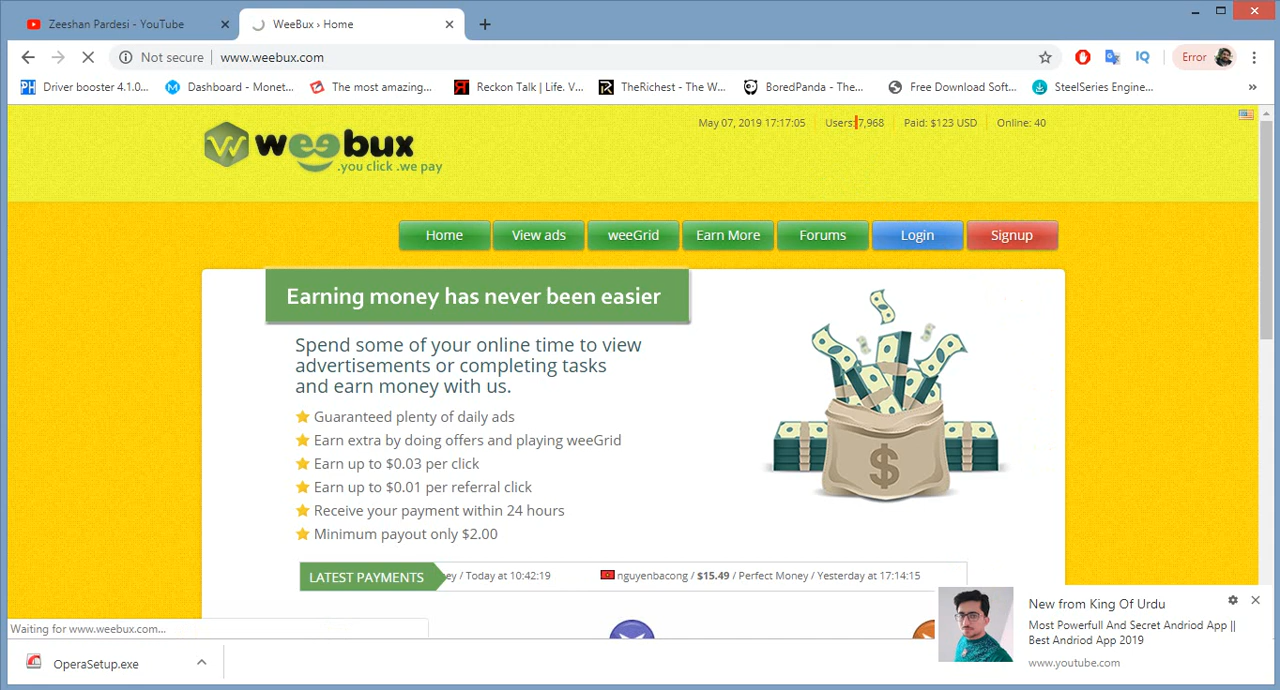 Zeeshan Pardesi - YouTube
WeeBux › Home
Not secure
www.weebux.com
IQ
Error
PH
Driver booster 4.1.0...
Dashboard - Monet...
The most amazing...
Reckon Talk | Life. V...
TheRichest - The W...
BoredPanda - The...
Free Download Soft...
SteelSeries Engine...
May 07, 2019 17:17:05
Users: 7,968
Paid: $123 USD
Online: 40
weebux
.you click .we pay
Home
View ads
weeGrid
Earn More
Forums
Login
Signup
Earning money has never been easier
Spend some of your online time to view
advertisements or completing tasks
and earn money with us.
Guaranteed plenty of daily ads
Earn extra by doing offers and playing weeGrid
Earn up to $0.03 per click
Earn up to $0.01 per referral click
Receive your payment within 24 hours
Minimum payout only $2.00
$
LATEST PAYMENTS
ey / Today at 10:42:19
nguyenbacong / $15.49 / Perfect Money / Yesterday at 17:14:15
New from King Of Urdu
Most Powerfull And Secret Andriod App ||
Best Andriod App 2019
www.youtube.com
Waiting for www.weebux.com...
OperaSetup.exe